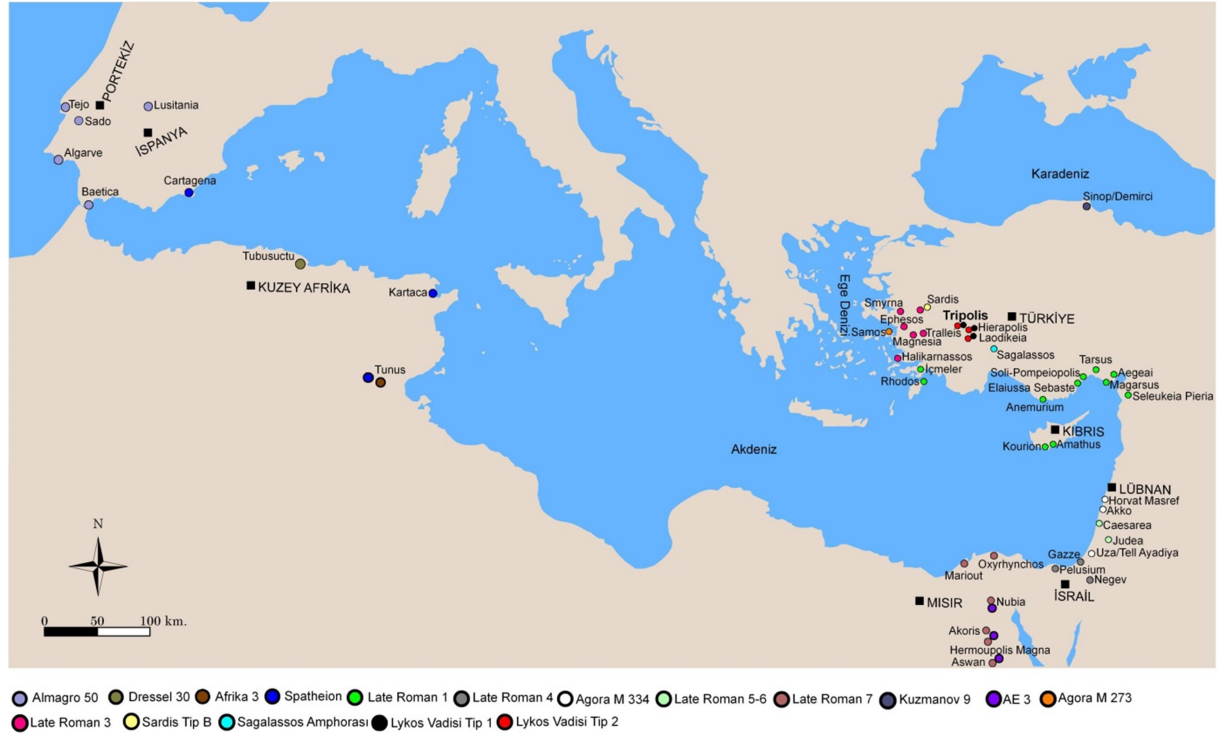 PORTEKİZ
Tejo
Lusitania
Sado
İSPANYA
Algarve
Cartagena
Baetica
Karadeniz
Sinop/Demirci
Tubusuctu
KUZEY AFRİKA
Kartaca
Ege Denizi
Smyrna
Sardis
Ephesos
Tripolis
TÜRKİYE
Samos
Tralleis
Hierapolis
Magnesia
Laodikeia
Halikarnassos
Sagalassos
İçmeler
Tarsus
Tunus
Rhodos
Soli-Pompeiopolis
Aegeai
Elaiussa Sebaste
Magarsus
Anemurium
Seleukeia Pieria
KIBRIS
Kourion
Amathus
Akdeniz
LÜBNAN
Horvat Masref
Akko
Caesarea
Judea
Gazze
Uza/Tell Ayadiya
Oxyrhynchos
Mariout
Pelusium
Negev
İSRAİL
MISIR
Nubia
Akoris
Hermoupolis Magna
Aswan
N
0 50 100 km.
Almagro 50 Dressel 30 Afrika 3 Spatheion Late Roman 1 Late Roman 4 Agora M 334 Late Roman 5-6 Late Roman 7 Kuzmanov 9 AE 3 Agora M 273
Late Roman 3 Sardis Tip B Sagalassos Amphorası Lykos Vadisi Tip 1 Lykos Vadisi Tip 2